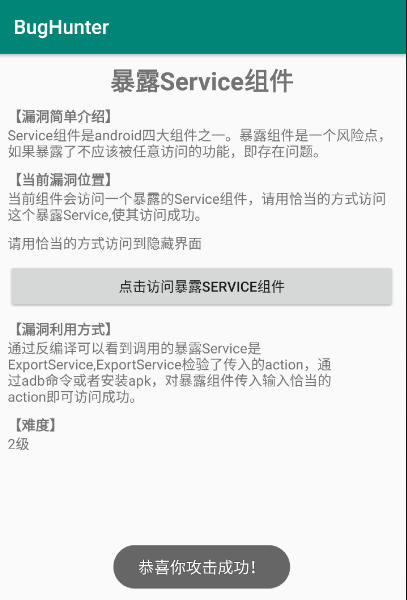 BugHunter
暴露Service组件
【漏洞简单介绍】
Service组件是android四大组件之一。暴露组件是一个风险点，
如果暴露了不应该被任意访问的功能，即存在问题。
【当前漏洞位置】
当前组件会访问一个暴露的Service组件，请用恰当的方式访问
这个暴露Service,使其访问成功。
请用恰当的方式访问到隐藏界面
点击访问暴露SERVICE组件
【漏洞利用方式】
通过反编译可以看到调用的暴露Service是
ExportService,ExportService检验了传入的action，通
过adb命令或者安装apk，对暴露组件传入输入恰当的
action即可访问成功。
【难度】
2级
恭喜你攻击成功！